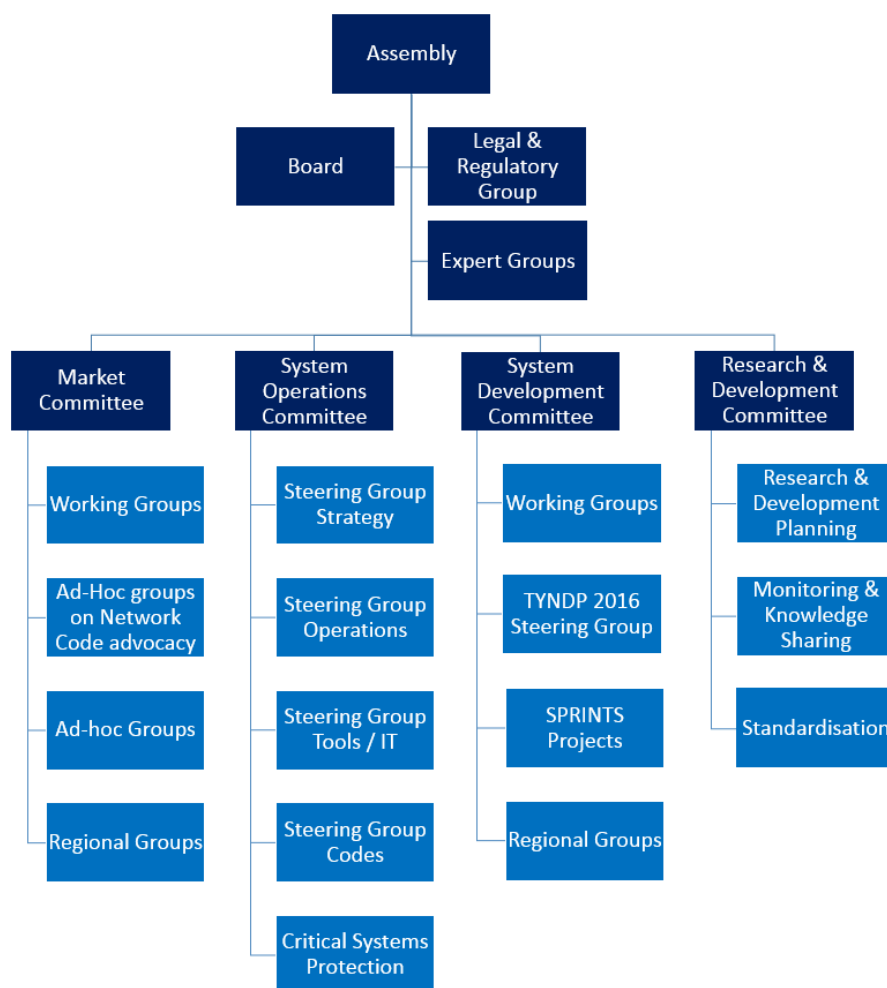 Assembly
Board
Legal &
Regulatory
Group
Expert Groups
Market
Committee
System
Operations
Committee
System
Development
Committee
Research &
Development
Committee
Working Groups
Ad-Hoc groups
on Network
Code advocacy
Ad-hoc Groups
Regional Groups
Steering Group
Strategy
Steering Group
Operations
Steering Group
Tools / IT
Steering Group
Codes
Critical Systems
Protection
Working Groups
TYNDP 2016
Steering Group
SPRINTS
Projects
Regional Groups
Research &
Development
Planning
Monitoring &
Knowledge
Sharing
Standardisation